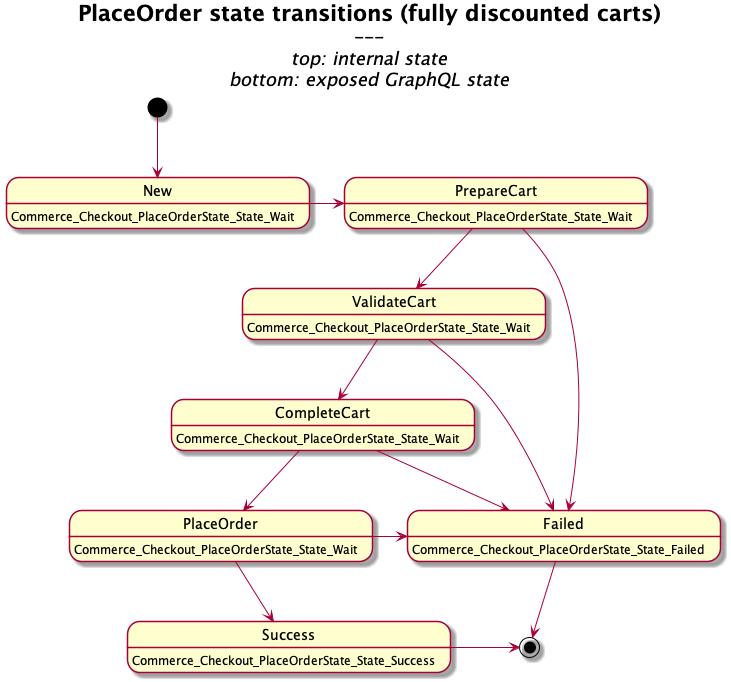 PlaceOrder state transitions (fully discounted carts)
---
top: internal state
bottom: exposed GraphQL state
New
Commerce_Checkout_PlaceOrderState_State_Wait
PrepareCart
Commerce_Checkout_PlaceOrderState_State_Wait
ValidateCart
Commerce_Checkout_PlaceOrderState_State_Wait
CompleteCart
Commerce_Checkout_PlaceOrderState_State_Wait
PlaceOrder
Commerce_Checkout_PlaceOrderState_State_Wait
Failed
Commerce_Checkout_PlaceOrderState_State_Failed
Success
Commerce_Checkout_PlaceOrderState_State_Success